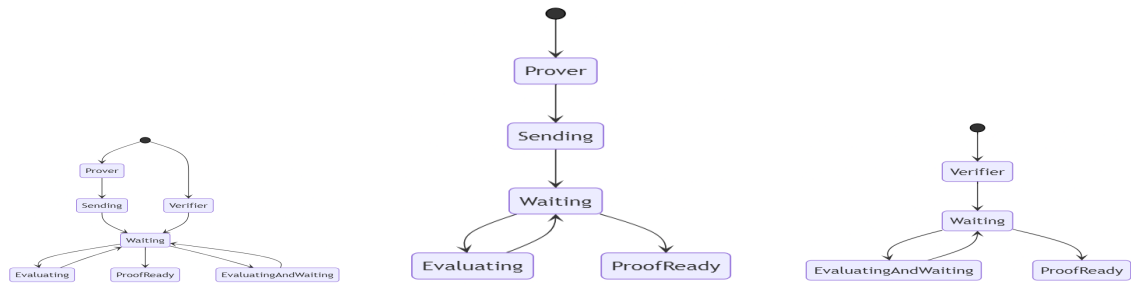 Prover
Sending
Verifier
Waiting
Evaluating
ProofReady
EvaluatingAndWaiting
Prover
Sending
Waiting
Evaluating
ProofReady
Verifier
Waiting
EvaluatingAndWaiting
ProofReady